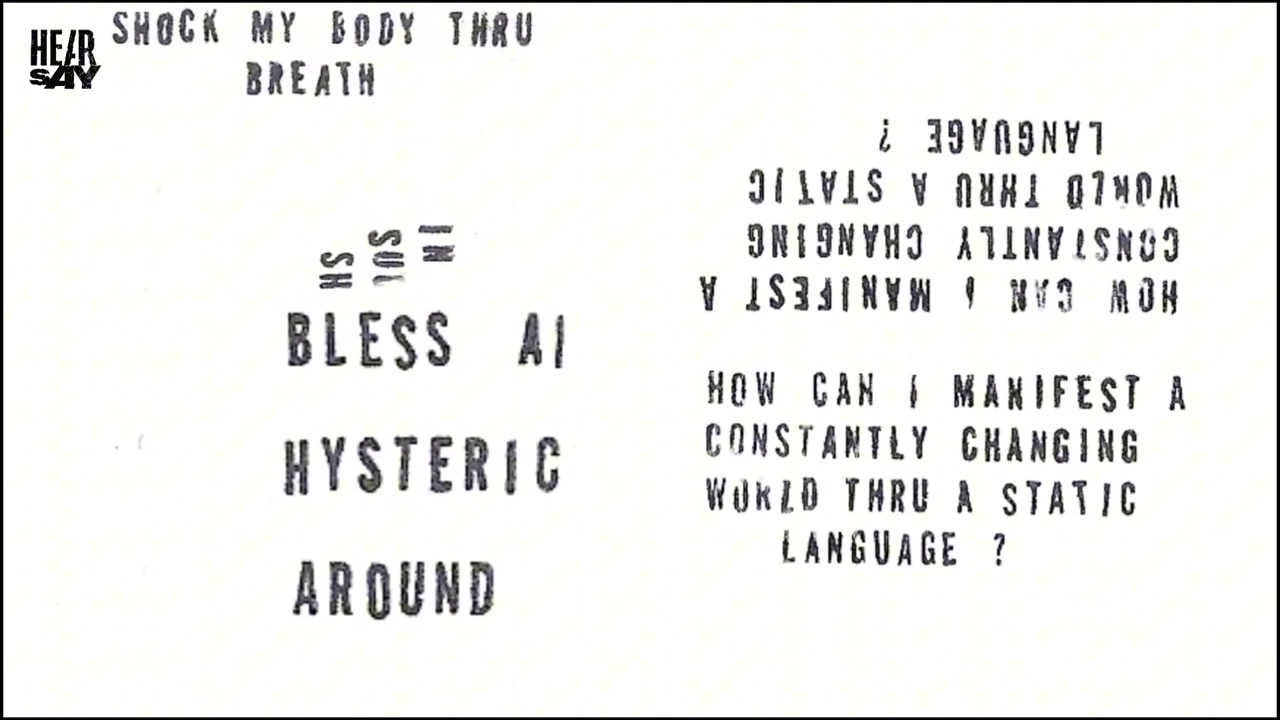 HEAR
SAY
SHOCK MY BODY THRU
BREATH
SH
SUS
IN
BLESS AI
HYSTERIC
AROUND
HOW CAN I MANIFEST A
CONSTANTLY CHANGING
WORLD THRU A STATIC
LANGUAGE ?
HOW CAN I MANIFEST A
CONSTANTLY CHANGING
WORLD THRU A STATIC
LANGUAGE ?